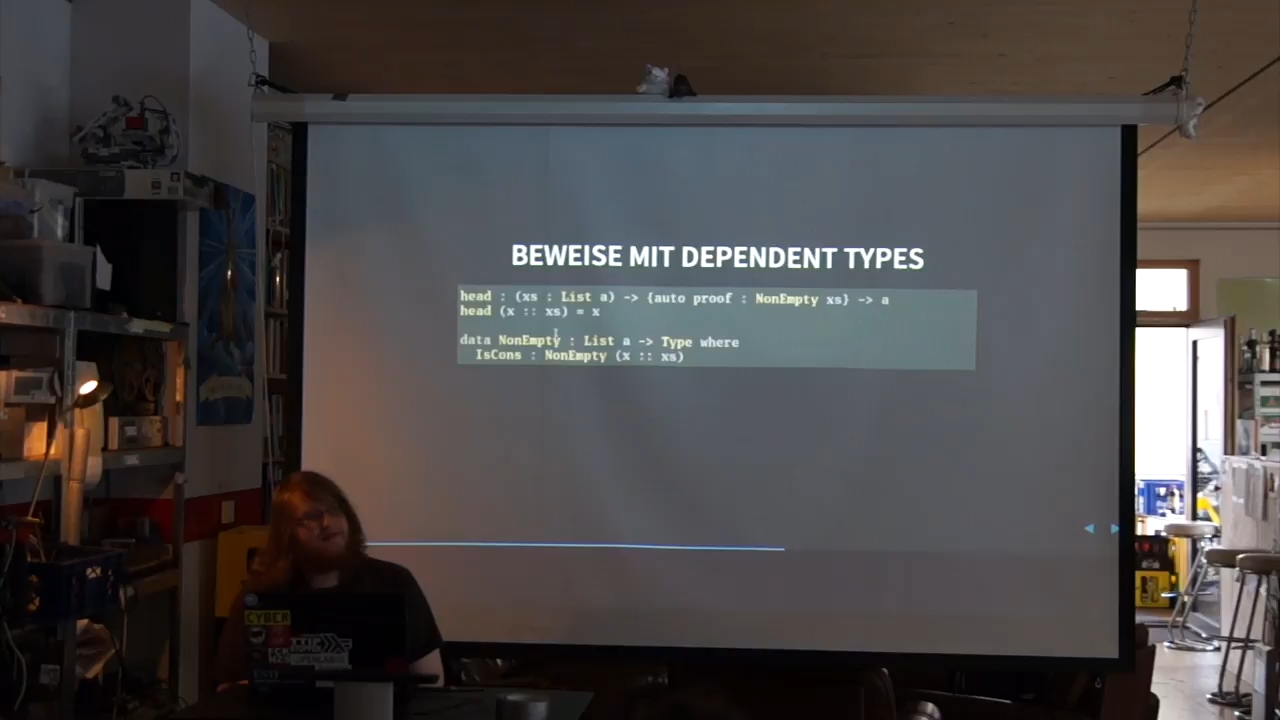 BEWEISE MIT DEPENDENT TYPES
head : (xs : List a) -> {auto proof : NonEmpty xs} -> a
head (x :: xs) = x
data NonEmpty : List a -> Type where
IsCons : NonEmpty (x :: xs)
CYBER